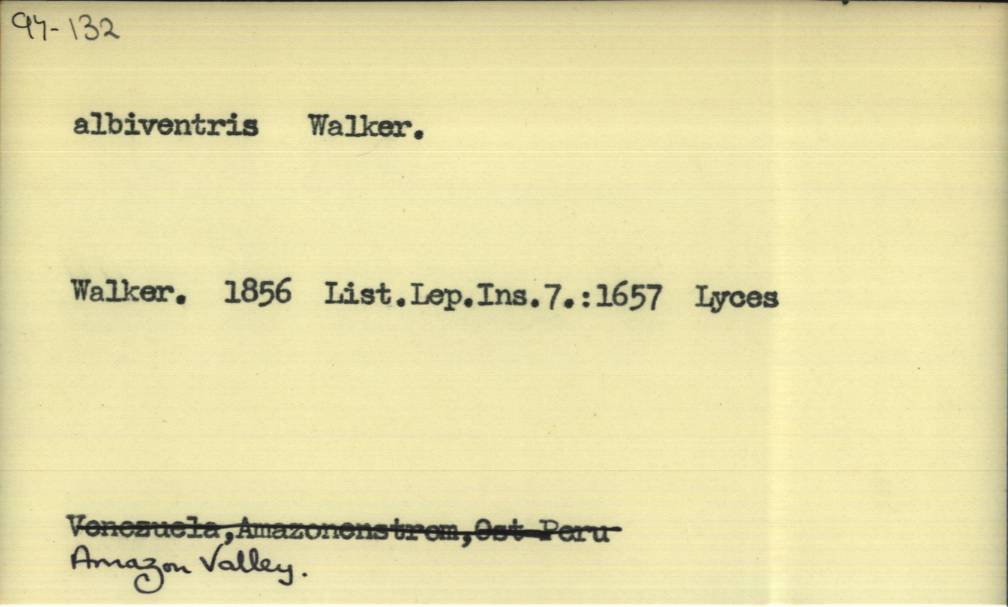 94-132
albiventris Walker.
Walker. 1856 List.Lep.Ins.7.:1657 Lyces
Venezuela,Amazonenstrom,Ost Peru
Amazon Valley.